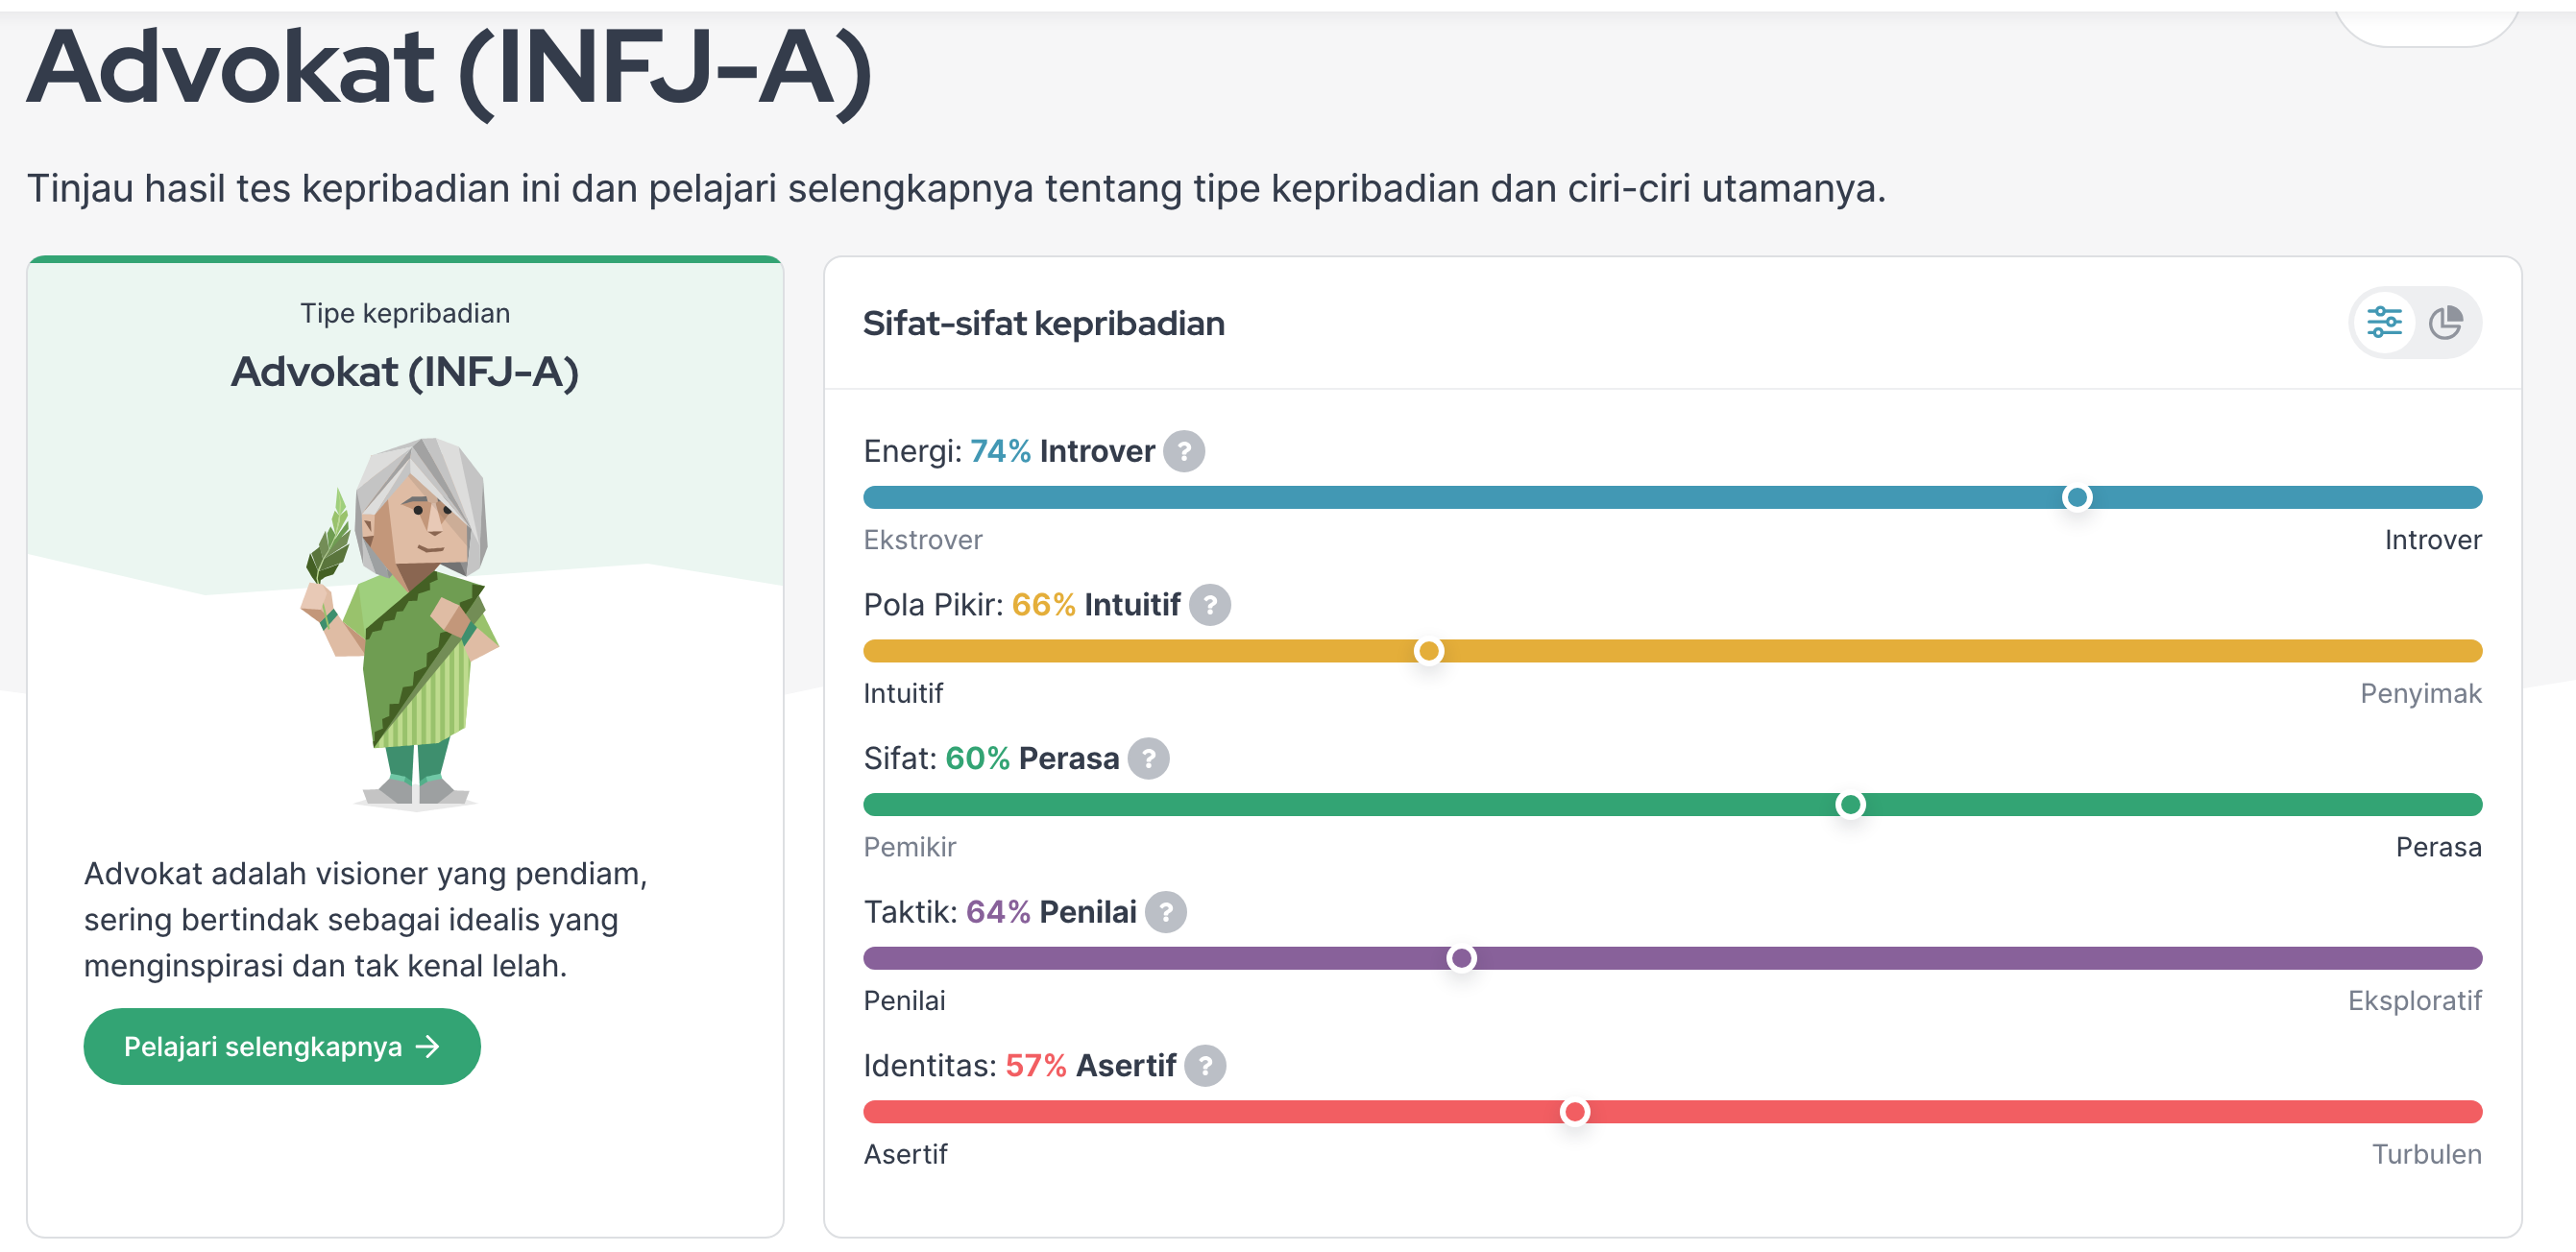 Advokat (INFJ-A)
Tinjau hasil tes kepribadian ini dan pelajari selengkapnya tentang tipe kepribadian dan ciri-ciri utamanya.
Tipe kepribadian
Advokat (INFJ-A)
Advokat adalah visioner yang pendiam,
sering bertindak sebagai idealis yang
menginspirasi dan tak kenal lelah.
Pelajari selengkapnya →
Sifat-sifat kepribadian
Energi: 74% Introver ?
Ekstrover Introver
Pola Pikir: 66% Intuitif ?
Intuitif Penyimak
Sifat: 60% Perasa ?
Pemikir Perasa
Taktik: 64% Penilai ?
Penilai Eksploratif
Identitas: 57% Asertif ?
Asertif Turbulen